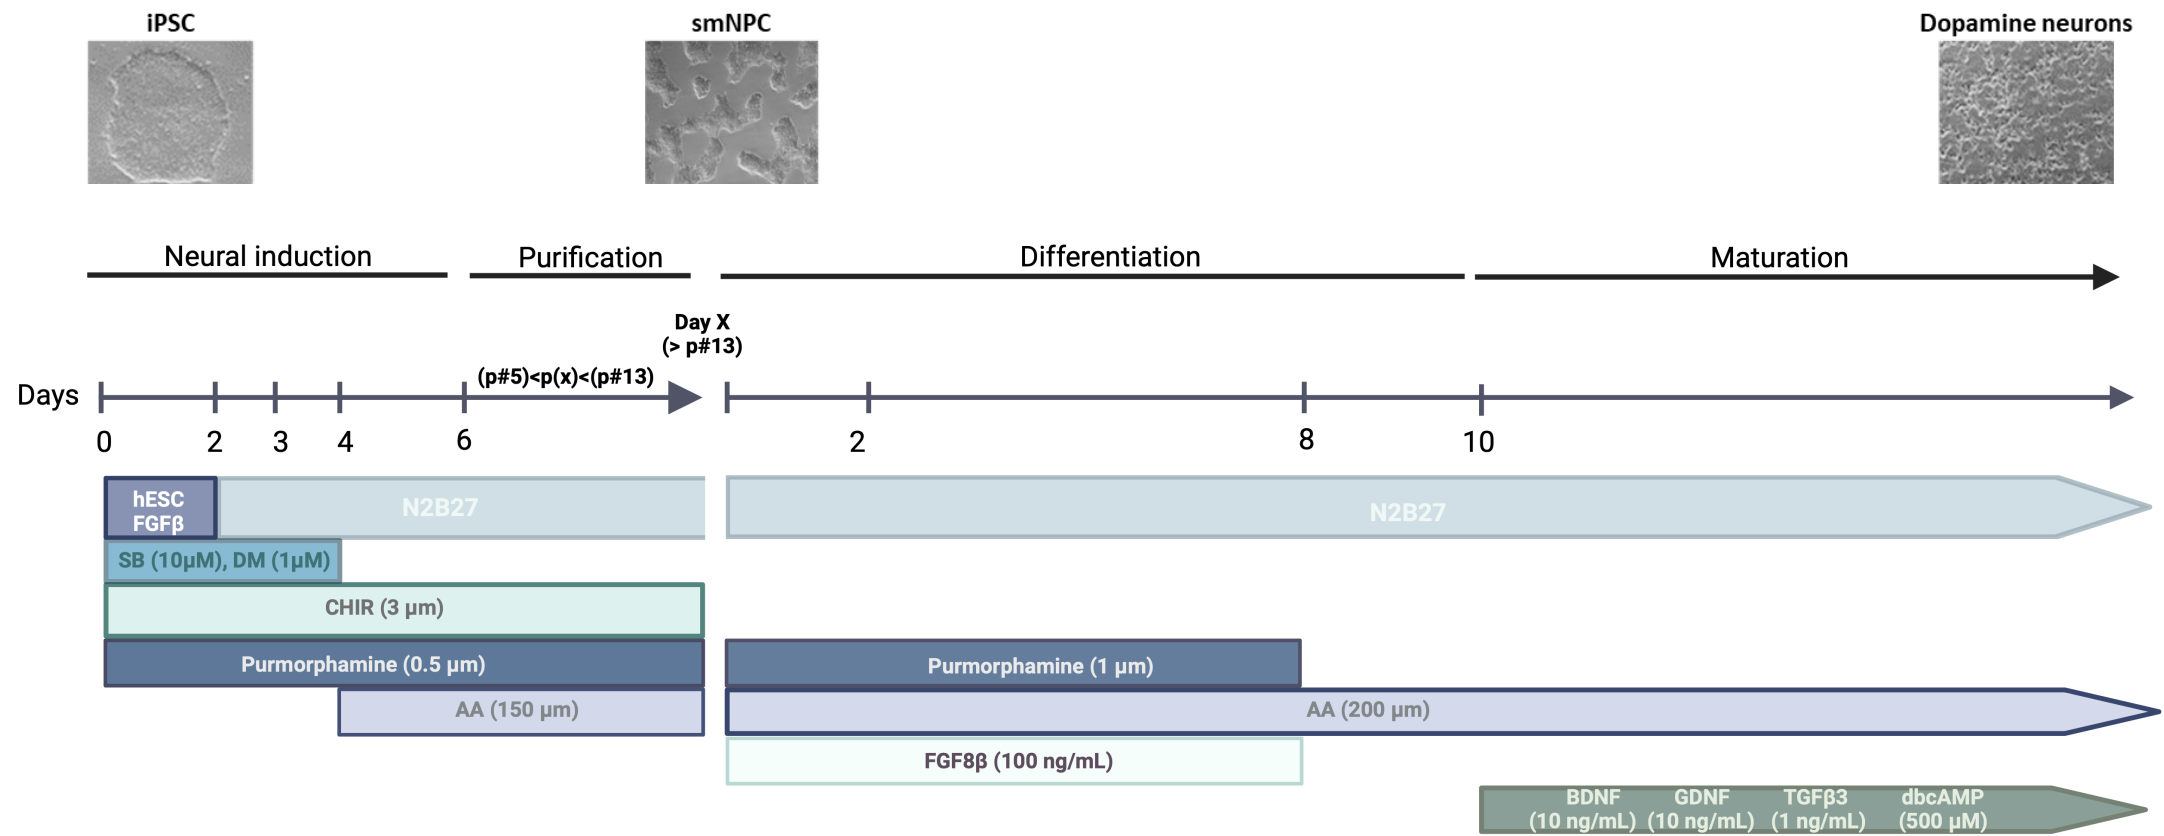 iPSC
smNPC
Dopamine neurons
Neural induction
Purification
Differentiation
Maturation
Day X
(> p#13)
(p#5)<p(x)<(p#13)
Days
0 2 3 4 6
2 8 10
hESC
FGFβ
N2B27
N2B27
SB (10µM), DM (1µM)
CHIR (3 µm)
Purmorphamine (0.5 µm)
Purmorphamine (1 µm)
AA (150 µm)
AA (200 µm)
FGF8β (100 ng/mL)
BDNF GDNF TGFβ3 dbcAMP
(10 ng/mL) (10 ng/mL) (1 ng/mL) (500 µM)